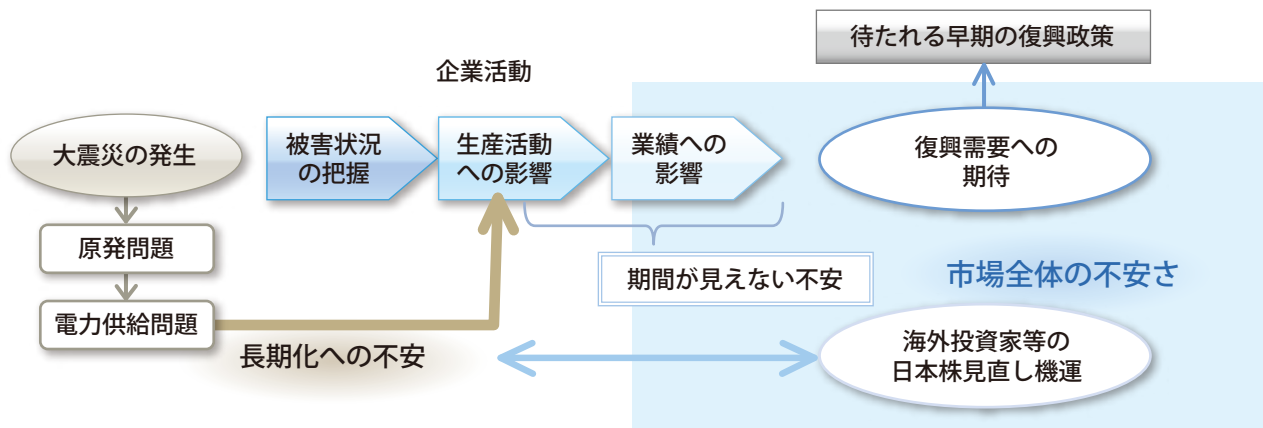 待たれる早期の復興政策
企業活動
大震災の発生
被害状況
の把握
生産活動
への影響
業績への
影響
復興需要への
期待
原発問題
期間が見えない不安
市場全体の不安さ
電力供給問題
長期化への不安
海外投資家等の
日本株見直し機運